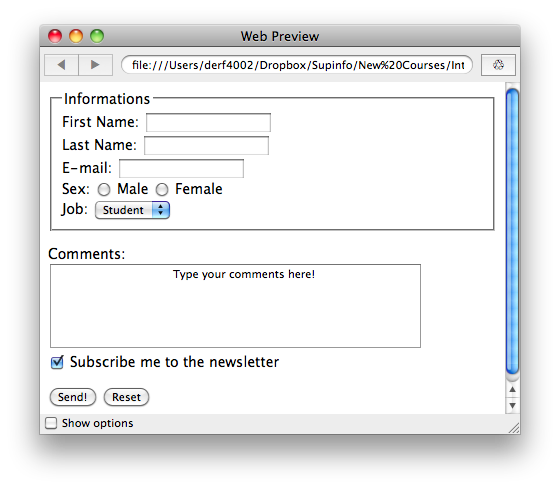 Web Preview
file:///Users/derf4002/Dropbox/Supinfo/New%20Courses/Int
Informations
First Name:
Last Name:
E-mail:
Sex: Male Female
Job: Student
Comments:
Type your comments here!
Subscribe me to the newsletter
Send! Reset
Show options